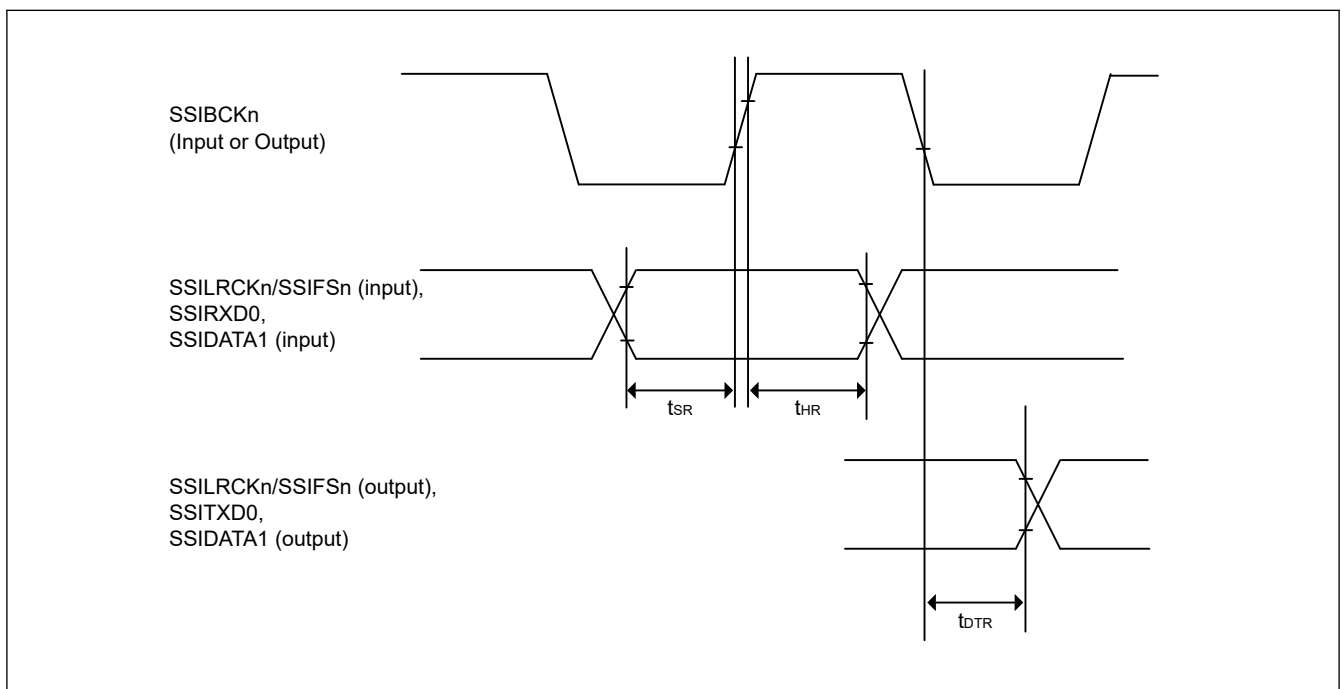 SSIBCKn
(Input or Output)
SSILRCKn/SSIFSn (input),
SSIRXD0,
SSIDATA1 (input)
tSR
tHR
SSILRCKn/SSIFSn (output),
SSITXD0,
SSIDATA1 (output)
tDTR